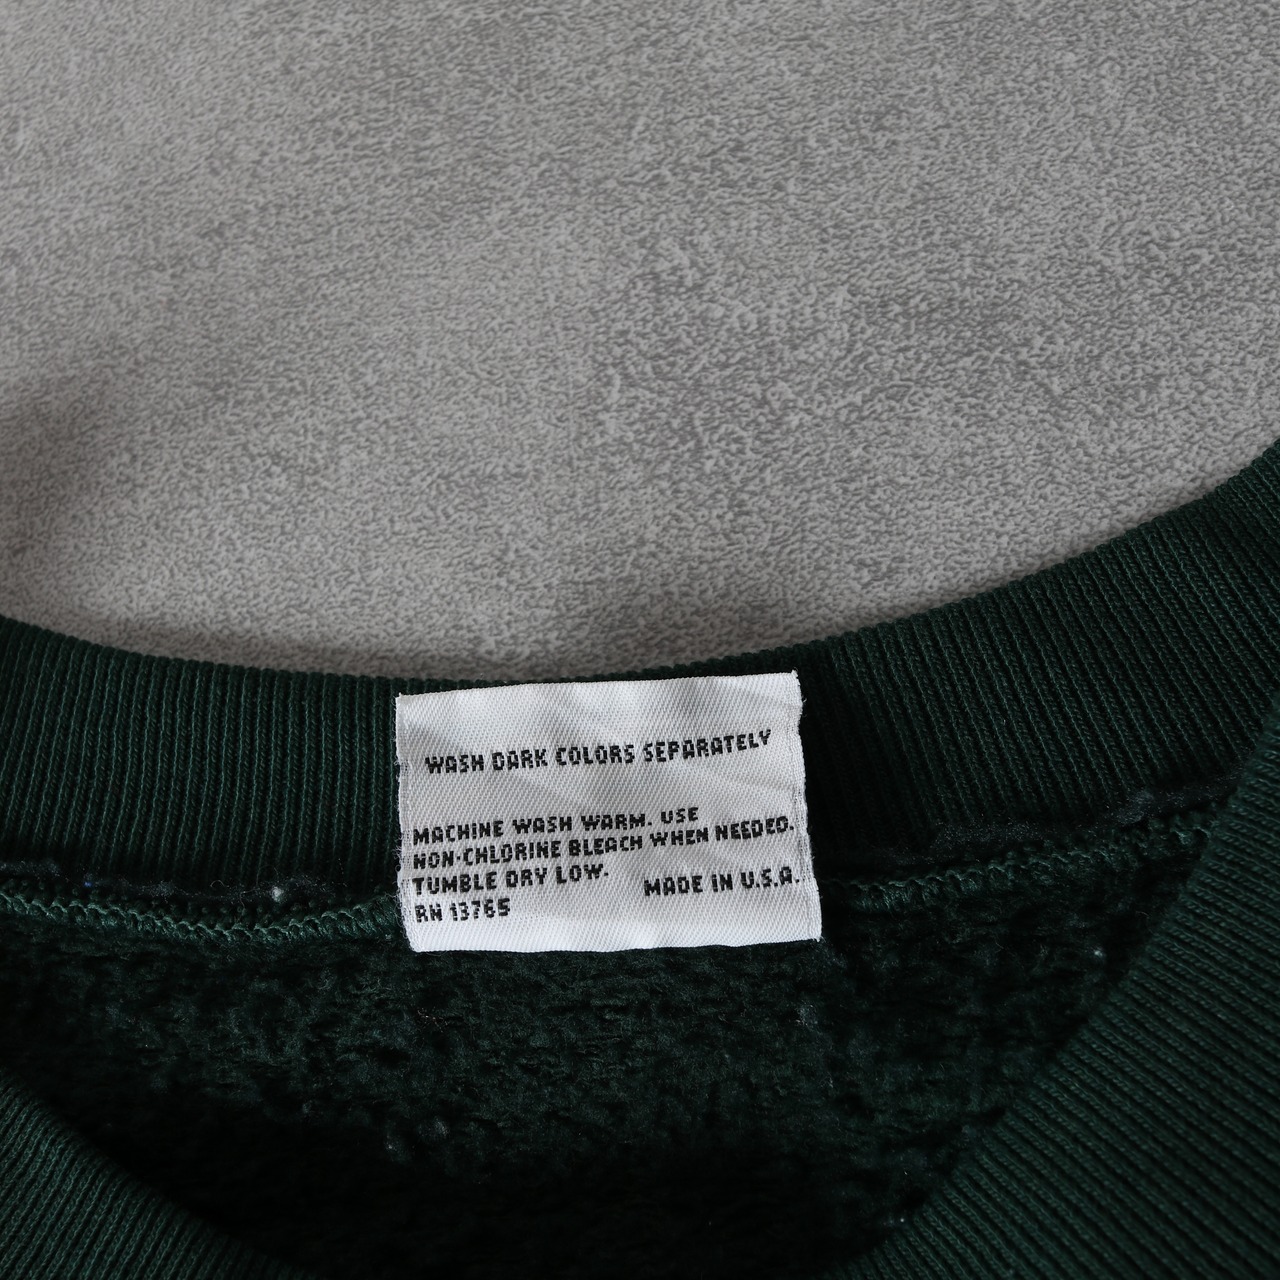 WASH DARK COLORS SEPARATELY
MACHINE WASH WARM. USE
NON-CHLORINE BLEACH WHEN NEEDED.
TUMBLE DRY LOW.
MADE IN U.S.A.
RN 13765